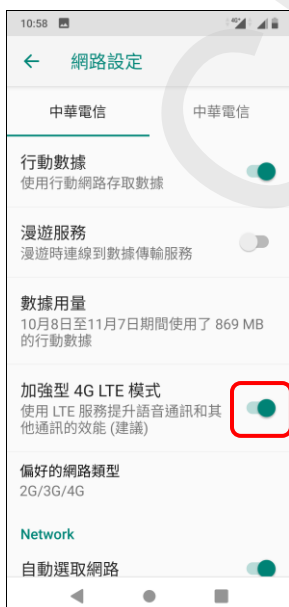 10:58
網路設定
中華電信
中華電信
行動數據
使用行動網路存取數據
漫遊服務
漫遊時連線到數據傳輸服務
數據用量
10月8日至11月7日期間使用了 869 MB
的行動數據
加強型 4G LTE 模式
使用 LTE 服務提升語音通訊和其
他通訊的效能 (建議)
偏好的網路類型
2G/3G/4G
Network
自動選取網路